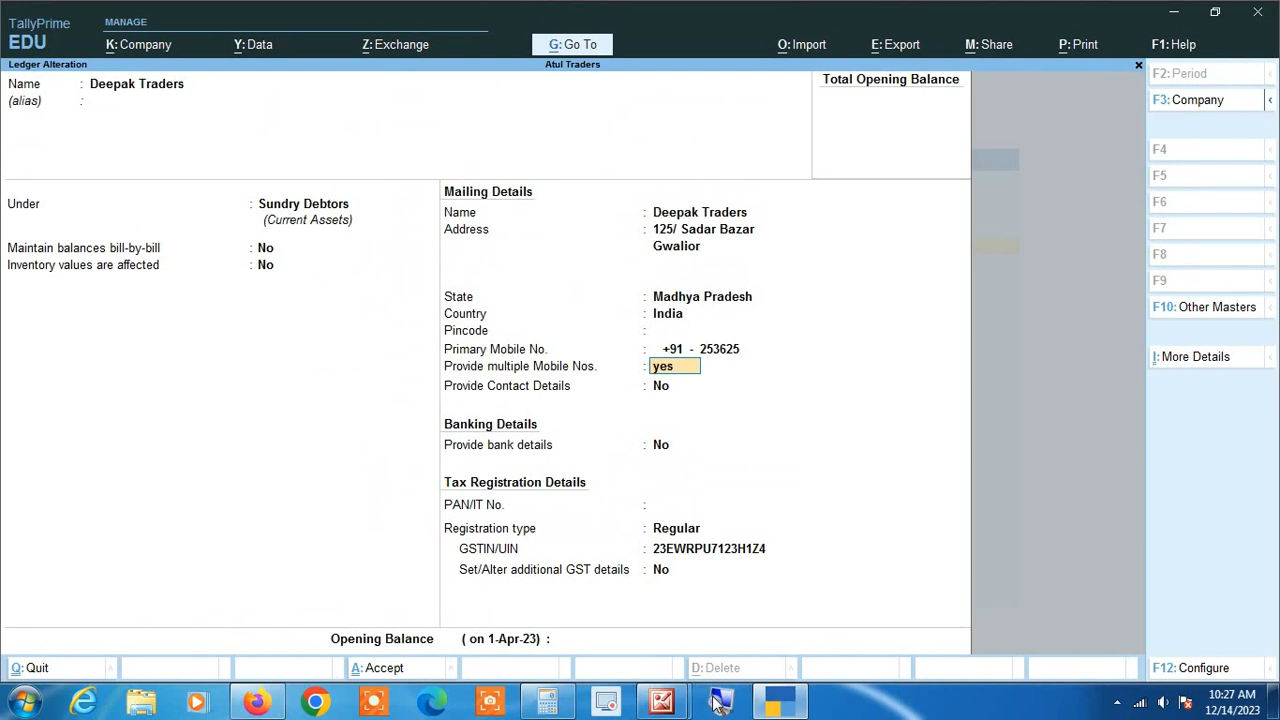 TallyPrime
EDU
MANAGE
K: Company
Y: Data
Z: Exchange
G: Go To
O: Import
E: Export
M: Share
P: Print
F1: Help
Ledger Alteration
Atul Traders
×
Name : Deepak Traders
(alias) :
Total Opening Balance
Under : Sundry Debtors
(Current Assets)
Maintain balances bill-by-bill : No
Inventory values are affected : No
Mailing Details
Name : Deepak Traders
Address : 125/ Sadar Bazar
Gwalior
State : Madhya Pradesh
Country : India
Pincode :
Primary Mobile No. : +91 - 253625
Provide multiple Mobile Nos. : yes
Provide Contact Details : No
Banking Details
Provide bank details : No
Tax Registration Details
PAN/IT No. :
Registration type : Regular
GSTIN/UIN : 23EWRPU7123H1Z4
Set/Alter additional GST details : No
Opening Balance ( on 1-Apr-23) :
F2: Period
F3: Company
F4
F5
F6
F7
F8
F9
F10: Other Masters
I: More Details
Q: Quit
A: Accept
D: Delete
F12: Configure
10:27 AM
12/14/2023